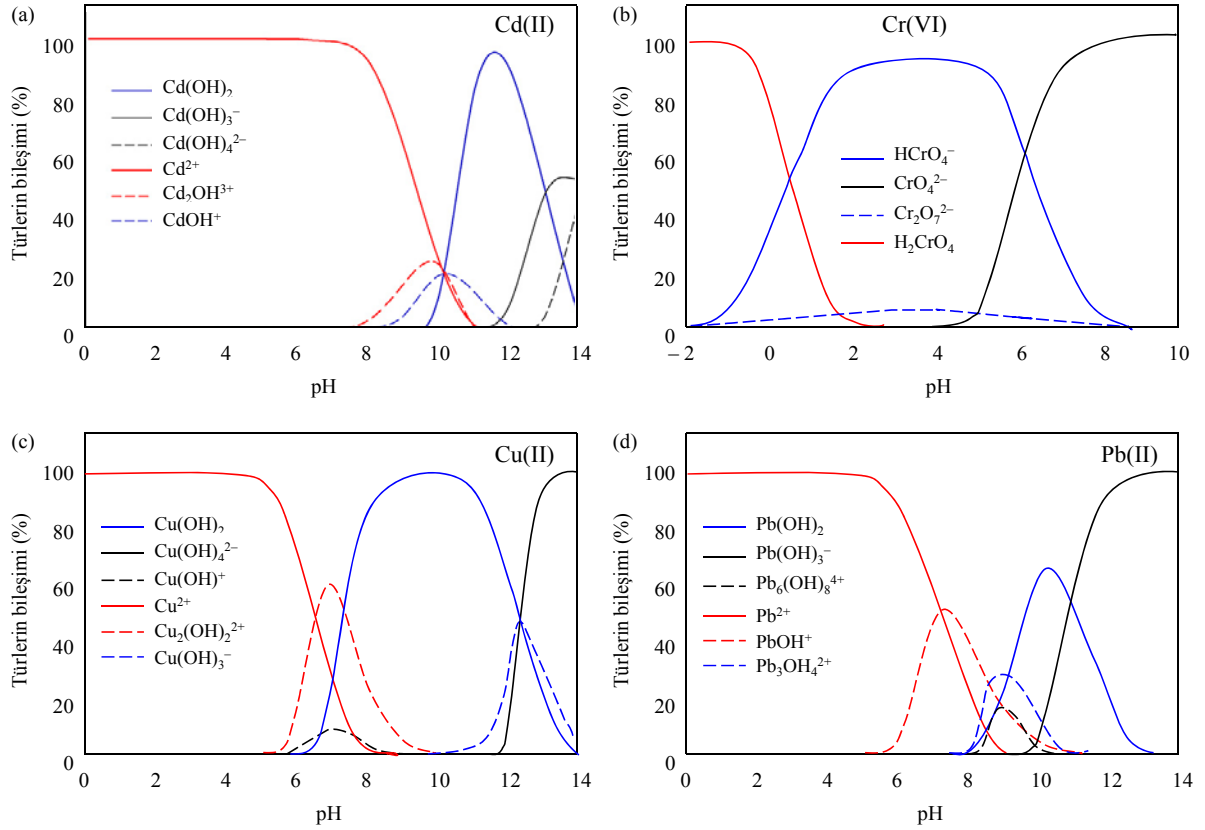 (a)
Cd(II)
Türlerin bileşimi (%)
100
80
60
40
20
0
Cd(OH)₂
Cd(OH)₃⁻
Cd(OH)₄²⁻
Cd²⁺
Cd₂OH³⁺
CdOH⁺
0 2 4 6 8 10 12 14
pH
(b)
Cr(VI)
Türlerin bileşimi (%)
100
80
60
40
20
0
HCrO₄⁻
CrO₄²⁻
Cr₂O₇²⁻
H₂CrO₄
– 2 0 2 4 6 8 10
pH
(c)
Cu(II)
Türlerin bileşimi (%)
100
80
60
40
20
0
Cu(OH)₂
Cu(OH)₄²⁻
Cu(OH)⁺
Cu²⁺
Cu₂(OH)₂²⁺
Cu(OH)₃⁻
0 2 4 6 8 10 12 14
pH
(d)
Pb(II)
Türlerin bileşimi (%)
100
80
60
40
20
0
Pb(OH)₂
Pb(OH)₃⁻
Pb₆(OH)₈⁴⁺
Pb²⁺
PbOH⁺
Pb₃OH₄²⁺
0 2 4 6 8 10 12 14
pH